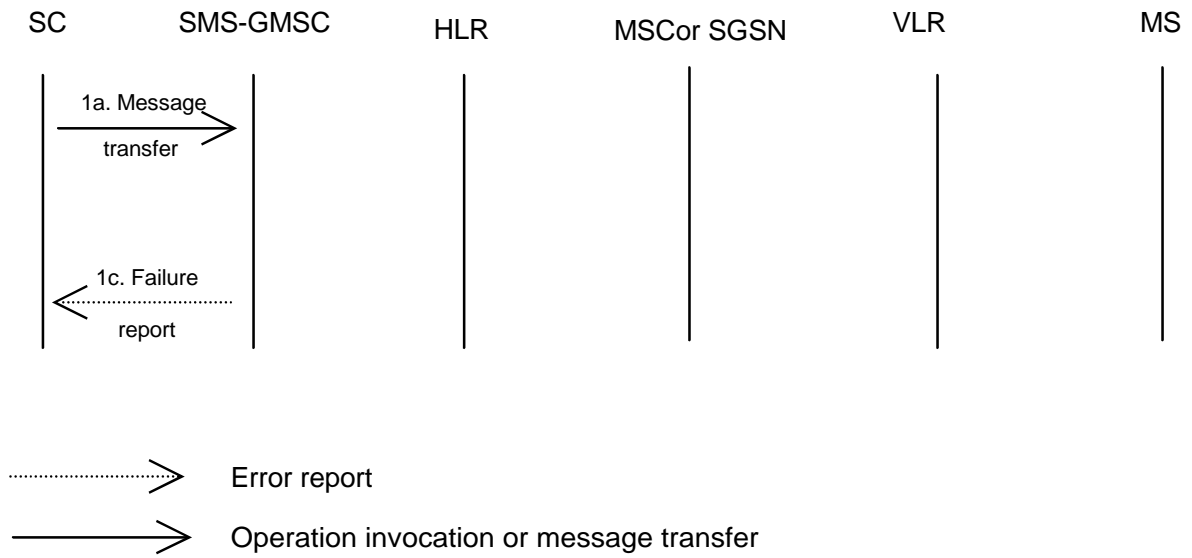 SC SMS-GMSC HLR MSCor SGSN VLR MS
1a. Message
transfer
1c. Failure
report
Error report
Operation invocation or message transfer